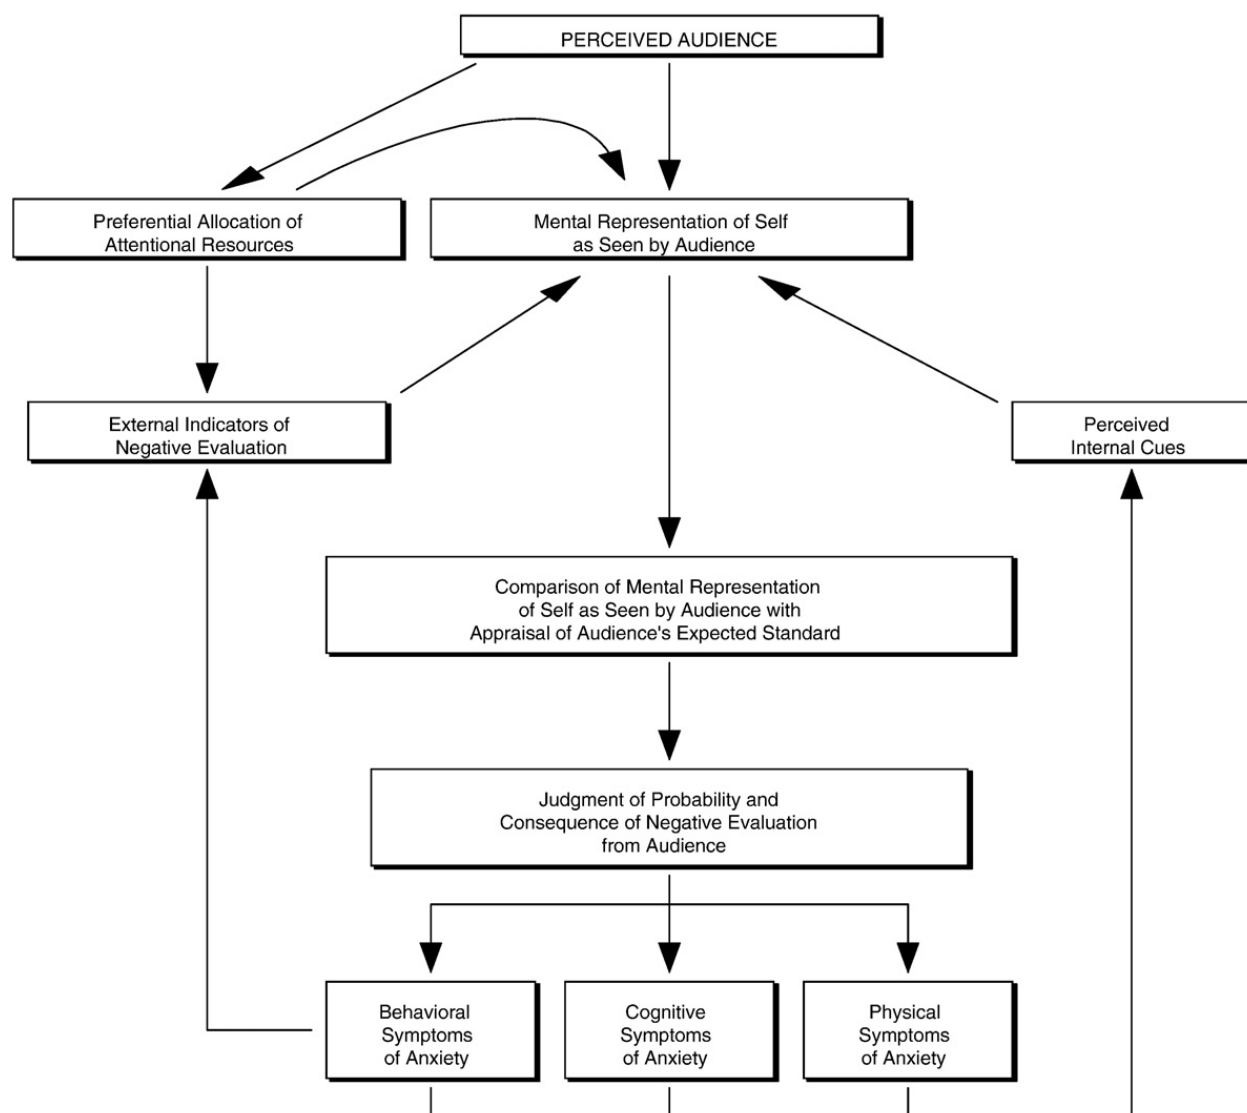 PERCEIVED AUDIENCE
Preferential Allocation of
Attentional Resources
Mental Representation of Self
as Seen by Audience
External Indicators of
Negative Evaluation
Perceived
Internal Cues
Comparison of Mental Representation
of Self as Seen by Audience with
Appraisal of Audience's Expected Standard
Judgment of Probability and
Consequence of Negative Evaluation
from Audience
Behavioral
Symptoms
of Anxiety
Cognitive
Symptoms
of Anxiety
Physical
Symptoms
of Anxiety